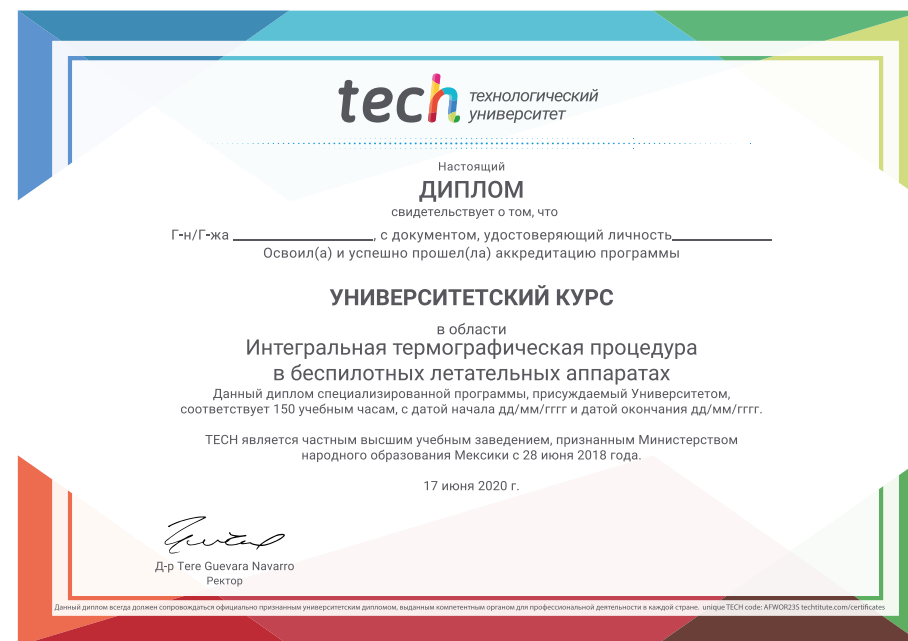 tech технологический
университет
Настоящий
ДИПЛОМ
свидетельствует о том, что
Г-н/Г-жа ____________________, с документом, удостоверяющий личность______________
Освоил(а) и успешно прошел(ла) аккредитацию программы
УНИВЕРСИТЕТСКИЙ КУРС
в области
Интегральная термографическая процедура
в беспилотных летательных аппаратах
Данный диплом специализированной программы, присуждаемый Университетом,
соответствует 150 учебным часам, с датой начала дд/мм/гггг и датой окончания дд/мм/гггг.
TECH является частным высшим учебным заведением, признанным Министерством
народного образования Мексики с 28 июня 2018 года.
17 июня 2020 г.
Д-р Tere Guevara Navarro
Ректор
Данный диплом всегда должен сопровождаться официально признанным университетским дипломом, выданным компетентным органом для профессиональной деятельности в каждой стране. unique TECH code: AFWOR23S techtitute.com/certificates